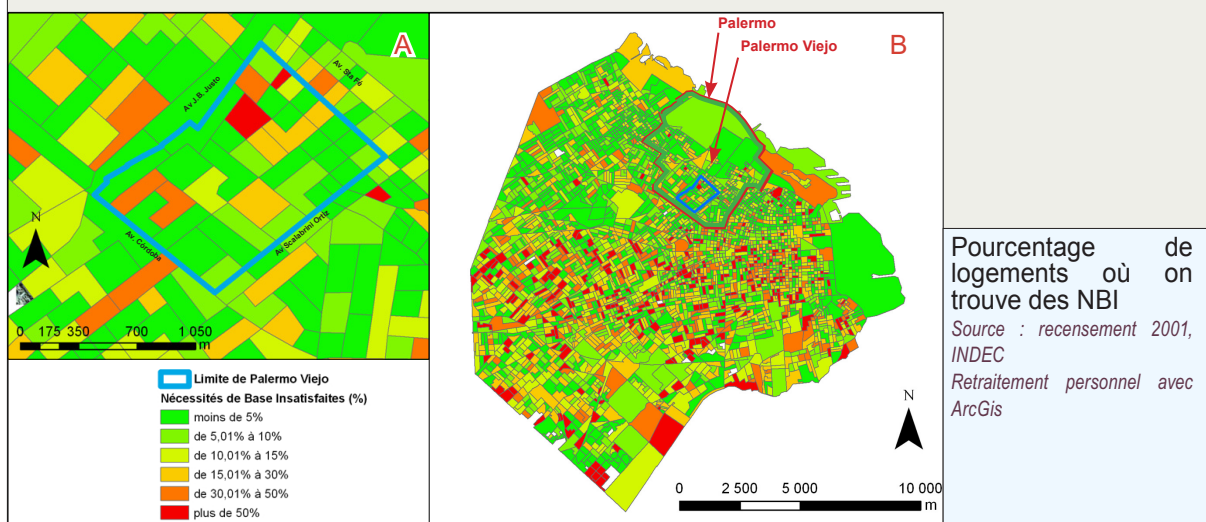 A
Av. Sta Fé
Av J.B. Justo
Av. Córdoba
Av Scalabrini Ortiz
N
0 175 350 700 1 050
m
Limite de Palermo Viejo
Nécessités de Base Insatisfaites (%)
moins de 5%
de 5,01% à 10%
de 10,01% à 15%
de 15,01% à 30%
de 30,01% à 50%
plus de 50%
Palermo
Palermo Viejo
B
N
0 2 500 5 000 10 000
m
Pourcentage de
logements où on
trouve des NBI
Source : recensement 2001,
INDEC
Retraitement personnel avec
ArcGis